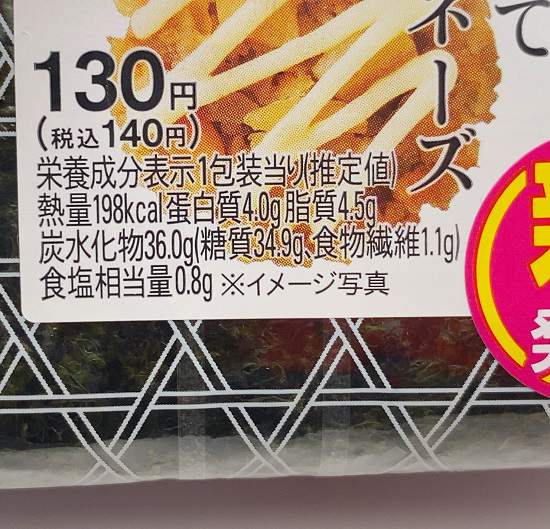 て
ネーズ
130円
(税込140円)
栄養成分表示1包装当り(推定値)
熱量198kcal 蛋白質4.0g 脂質4.5g
炭水化物36.0g(糖質34.9g、食物繊維1.1g)
食塩相当量0.8g ※イメージ写真